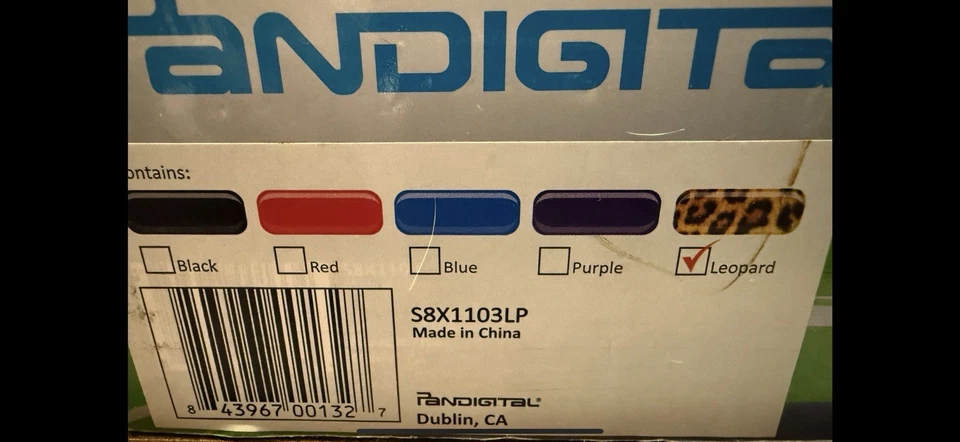 PANDIGITAL
ontains:
Black Red Blue Purple Leopard
S8X1103LP
Made in China
8 43967 00132 7
PANDIGITAL®
Dublin, CA